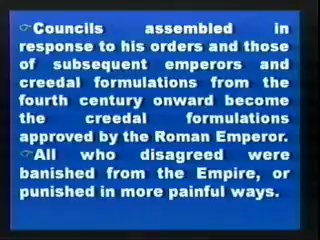 ☞Councils assembled in
response to his orders and those
of subsequent emperors and
creedal formulations from the
fourth century onward become
the creedal formulations
approved by the Roman Emperor.
☞All who disagreed were
banished from the Empire, or
punished in more painful ways.